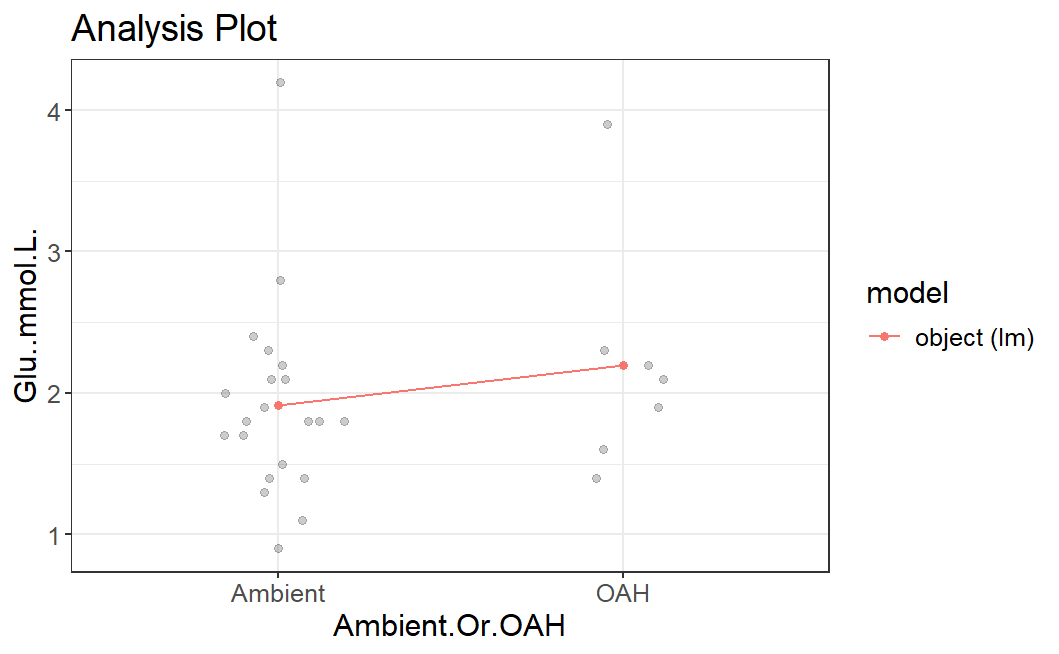 Analysis Plot
Glu..mmol.L.
4
3
2
1
Ambient
OAH
Ambient.Or.OAH
model
object (lm)